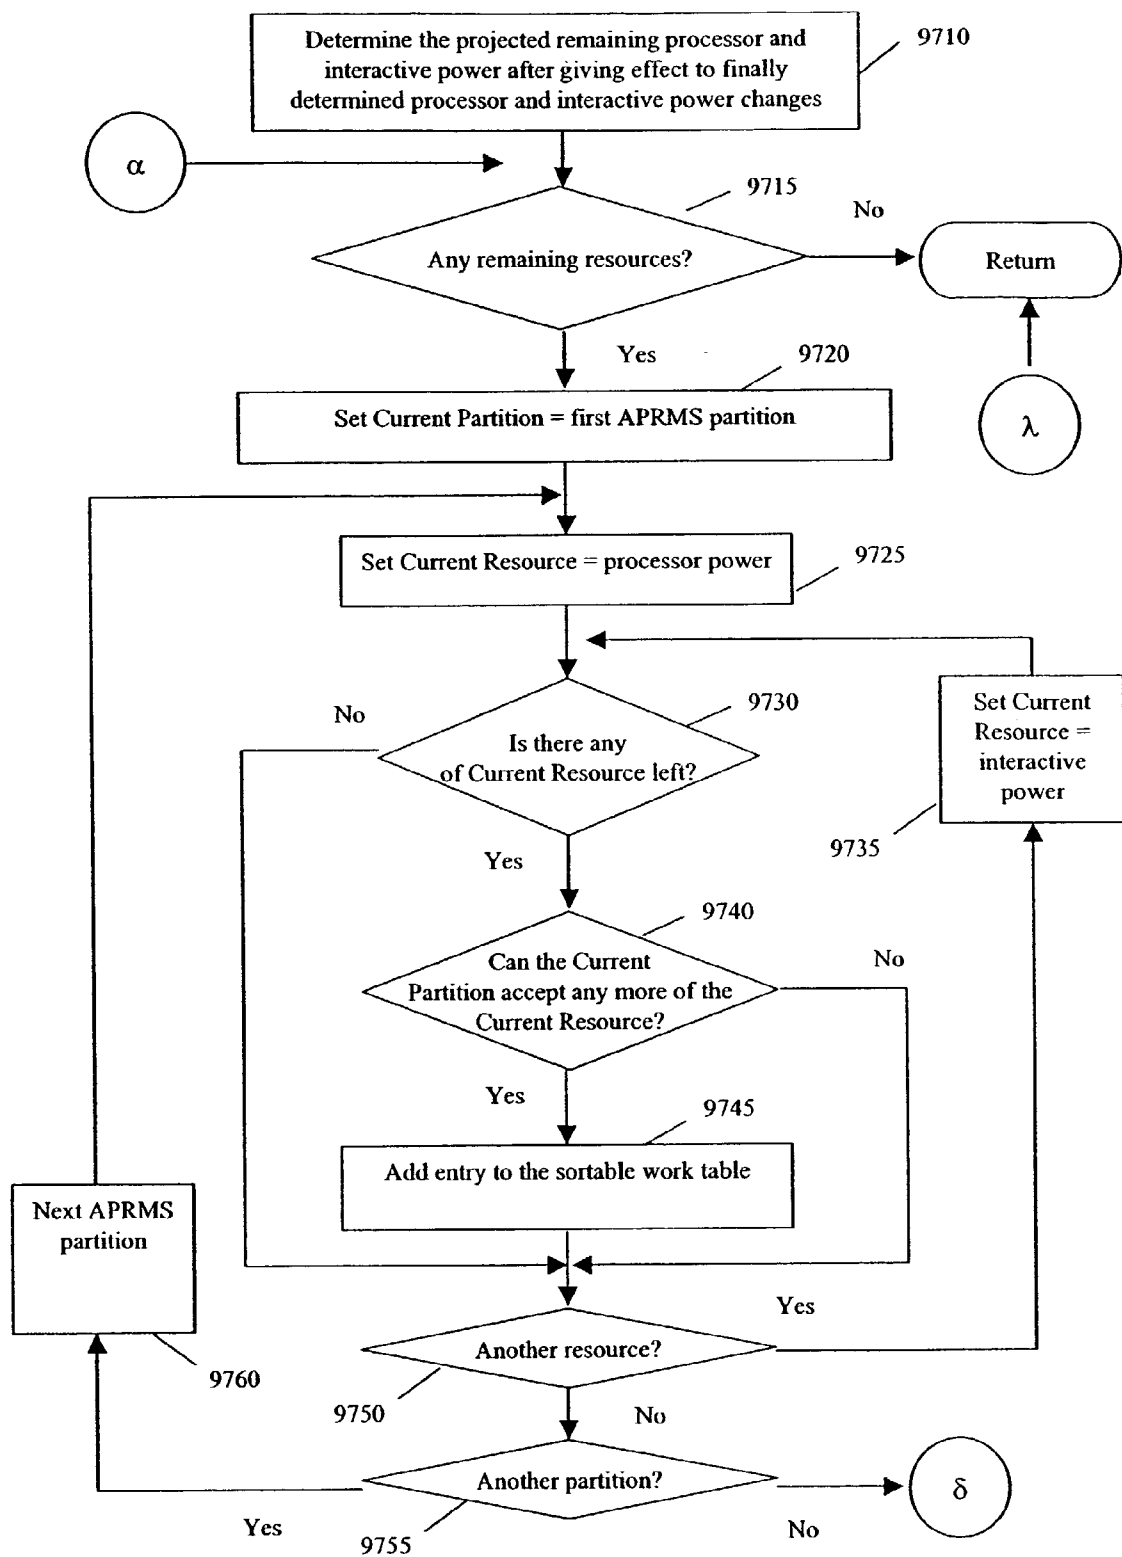 Determine the projected remaining processor and
interactive power after giving effect to finally
determined processor and interactive power changes
9710
α
9715
No
Any remaining resources?
Return
Yes
9720
Set Current Partition = first APRMS partition
λ
Set Current Resource = processor power
9725
No
9730
Is there any
of Current Resource left?
Set Current
Resource =
interactive
power
9735
Yes
9740
Can the Current
Partition accept any more of the
Current Resource?
No
Yes
9745
Add entry to the sortable work table
Next APRMS
partition
Yes
Another resource?
9760
9750
No
Another partition?
δ
Yes
9755
No